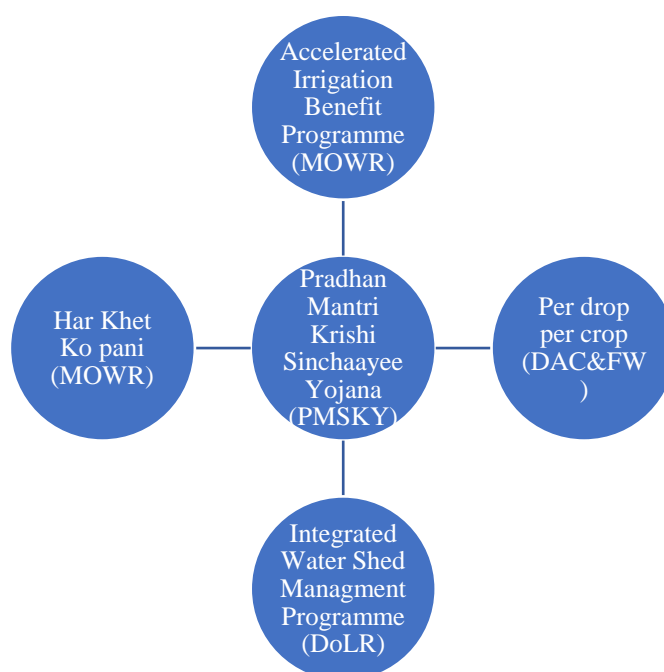 Accelerated
Irrigation
Benefit
Programme
(MOWR)
Har Khet
Ko pani
(MOWR)
Pradhan
Mantri
Krishi
Sinchaayee
Yojana
(PMSKY)
Per drop
per crop
(DAC&FW
)
Integrated
Water Shed
Managment
Programme
(DoLR)